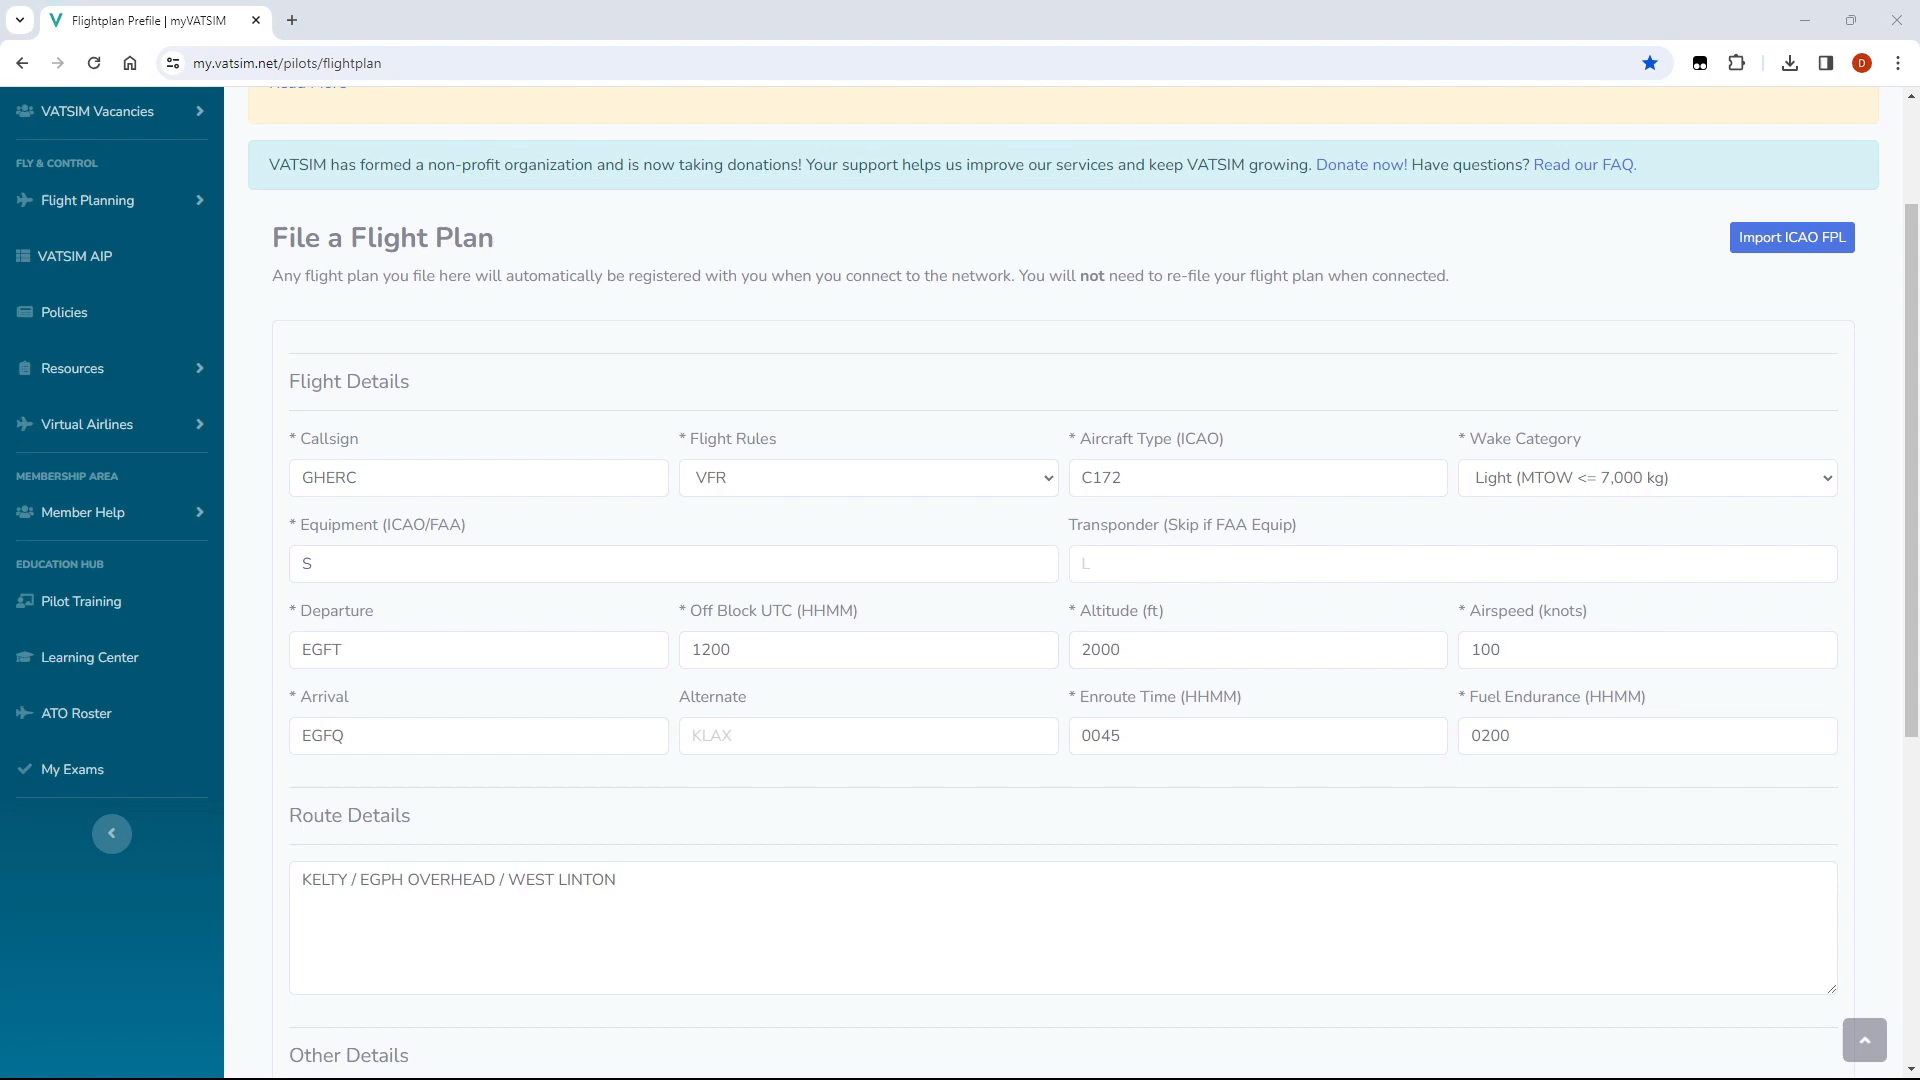 Flightplan Prefile | myVATSIM
my.vatsim.net/pilots/flightplan
D
VATSIM Vacancies
FLY & CONTROL
Flight Planning
VATSIM AIP
Policies
Resources
Virtual Airlines
MEMBERSHIP AREA
Member Help
EDUCATION HUB
Pilot Training
Learning Center
ATO Roster
My Exams
Read More
VATSIM has formed a non-profit organization and is now taking donations! Your support helps us improve our services and keep VATSIM growing. Donate now! Have questions? Read our FAQ.
File a Flight Plan
Import ICAO FPL
Any flight plan you file here will automatically be registered with you when you connect to the network. You will not need to re-file your flight plan when connected.
Flight Details
* Callsign * Flight Rules * Aircraft Type (ICAO) * Wake Category
GHERC VFR C172 Light (MTOW <= 7,000 kg)
* Equipment (ICAO/FAA) Transponder (Skip if FAA Equip)
S L
* Departure * Off Block UTC (HHMM) * Altitude (ft) * Airspeed (knots)
EGFT 1200 2000 100
* Arrival Alternate * Enroute Time (HHMM) * Fuel Endurance (HHMM)
EGFQ KLAX 0045 0200
Route Details
KELTY / EGPH OVERHEAD / WEST LINTON
Other Details